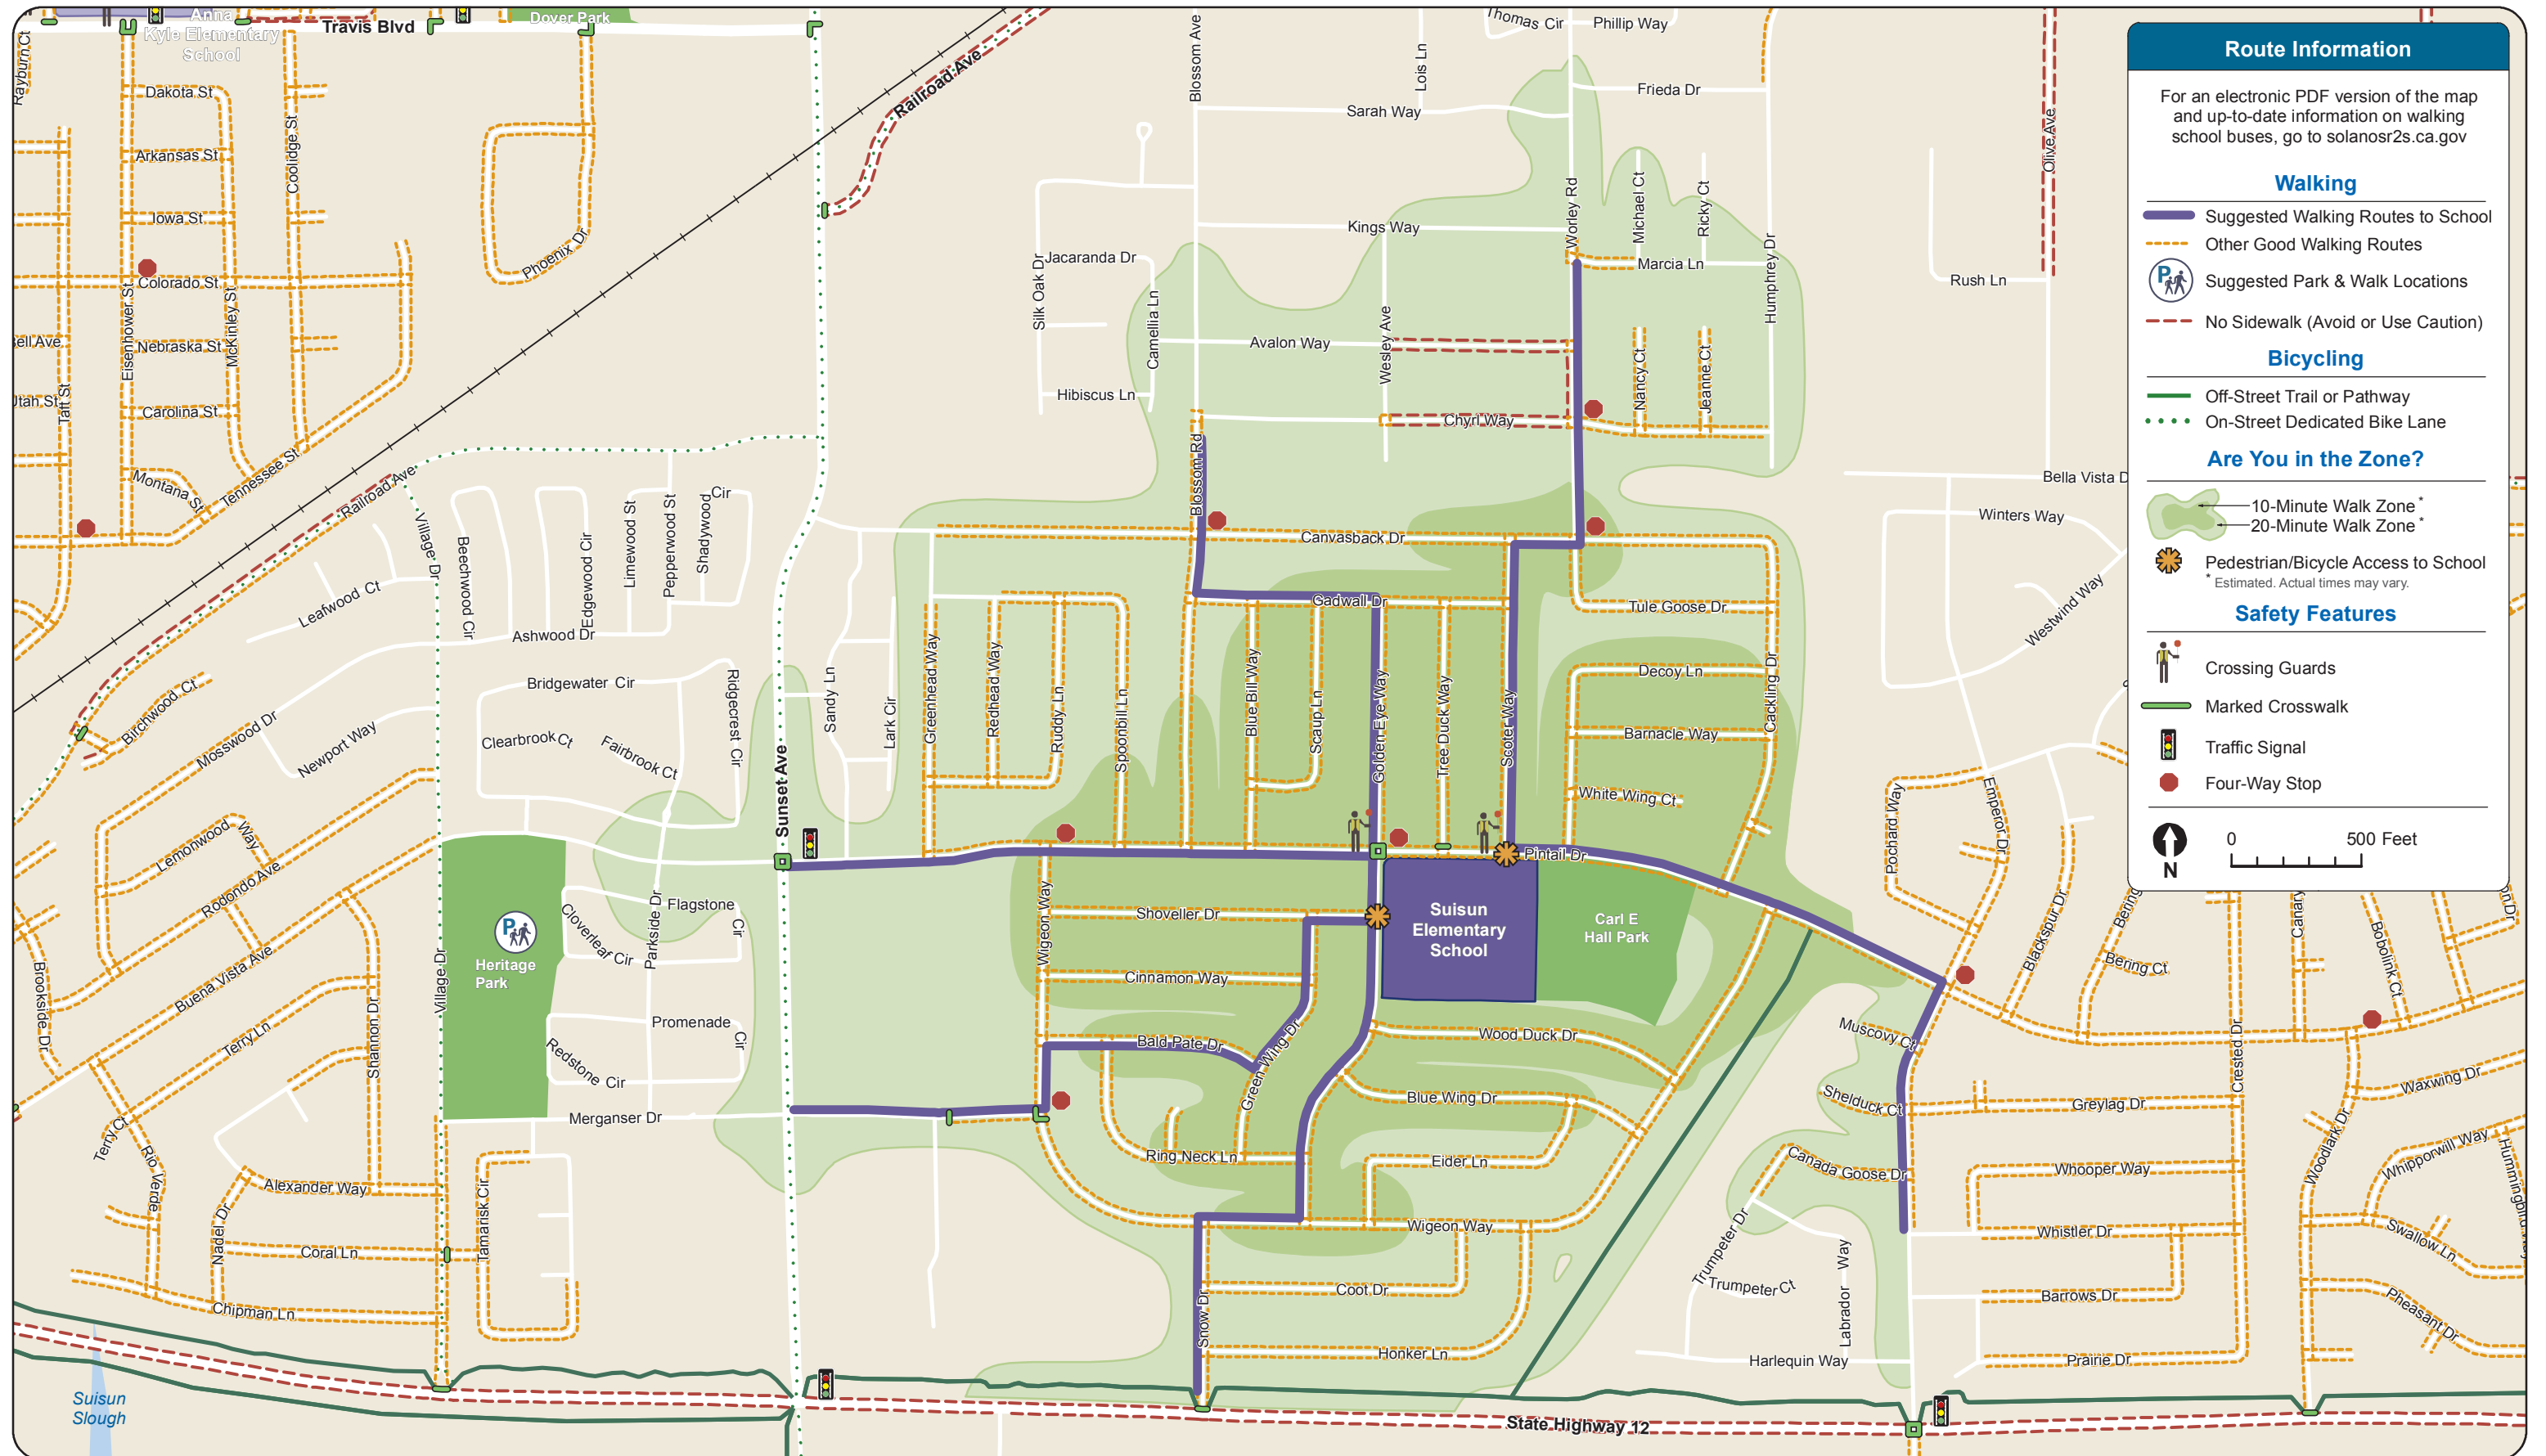 Anna
Kyle Elementary
School
Travis Blvd
Dover Park
Rayburn Ct
Dakota St
Arkansas St
Coolidge St
Iowa St
Colorado St
Eisenhower St
McKinley St
Nebraska St
Carolina St
Taft St
Utah St
Montana St
Tennessee St
Phoenix Dr
Railroad Ave
Railroad Ave
Blossom Ave
Lois Ln
Thomas Cir
Phillip Way
Sarah Way
Frieda Dr
Kings Way
Worley Rd
Michael Ct
Ricky Ct
Marcia Ln
Humphrey Dr
Silk Oak Dr
Jacaranda Dr
Camellia Ln
Hibiscus Ln
Avalon Way
Wesley Ave
Chyrl Way
Nancy Ct
Jeanne Ct
Blossom Rd
Olive Ave
Rush Ln
Winters Way
Westwind Way
Village Dr
Beechwood Cir
Edgewood Cir
Limewood St
Pepperwood St
Shadywood
Cir
Leafwood Ct
Ashwood Dr
Bridgewater Cir
Ridgecrest Cir
Clearbrook Ct
Fairbrook Ct
Birchwood Ct
Mosswood Dr
Newport Way
Lemonwood
Way
Rodondo Ave
Buena Vista Ave
Terry Ln
Shannon Dr
Brookside Dr
Terry Ct
Rio Verde
Alexander Way
Nadel Dr
Coral Ln
Chipman Ln
Tamarisk Cir
Village Dr
Heritage
Park
Cloverleaf Cir
Flagstone
Cir
Parkside Dr
Promenade
Cir
Redstone Cir
Merganser Dr
Sunset Ave
Sandy Ln
Lark Cir
Canvasback Dr
Gadwall Dr
Tule Goose Dr
Greenhead Way
Redhead Way
Ruddy Ln
Spoonbill Ln
Blue Bill Way
Scaup Ln
Golden Eye Way
Tree Duck Way
Scoter Way
Decoy Ln
Barnacle Way
White Wing Ct
Cackling Dr
Pintail Dr
Wigeon Way
Shoveller Dr
Cinnamon Way
Bald Pate Dr
Green Wing Dr
Ring Neck Ln
Suisun
Elementary
School
Carl E
Hall Park
Wood Duck Dr
Blue Wing Dr
Eider Ln
Wigeon Way
Coot Dr
Honker Ln
Snow Dr
Pochard Way
Emperor Dr
Blackspur Dr
Bering Ct
Canary
Bobolink Ct
Muscovy Ct
Shelduck Ct
Canada Goose Dr
Trumpeter Dr
Trumpeter Ct
Labrador Way
Harlequin Way
Crested Dr
Greylag Dr
Whooper Way
Whistler Dr
Barrows Dr
Prairie Dr
Woodlark Dr
Waxwing Dr
Whipporwill Way
Swallow Ln
Pheasant Dr
State Highway 12
Suisun
Slough
Route Information
For an electronic PDF version of the map
and up-to-date information on walking
school buses, go to solanosr2s.ca.gov
Walking
Suggested Walking Routes to School
Other Good Walking Routes
P
Suggested Park & Walk Locations
No Sidewalk (Avoid or Use Caution)
Bicycling
Off-Street Trail or Pathway
On-Street Dedicated Bike Lane
Are You in the Zone?
10-Minute Walk Zone *
20-Minute Walk Zone *
Pedestrian/Bicycle Access to School
* Estimated. Actual times may vary.
Safety Features
Crossing Guards
Marked Crosswalk
Traffic Signal
Four-Way Stop
N
0 500 Feet